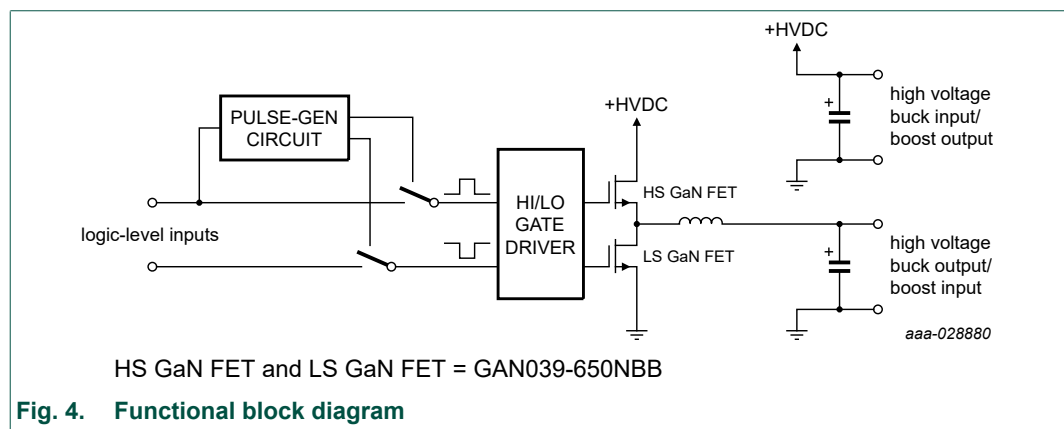 +HVDC
high voltage
buck input/
boost output
PULSE-GEN
CIRCUIT
+HVDC
HI/LO
GATE
DRIVER
HS GaN FET
LS GaN FET
logic-level inputs
+
+
high voltage
buck output/
boost input
aaa-028880
HS GaN FET and LS GaN FET = GAN039-650NBB
Fig. 4. Functional block diagram